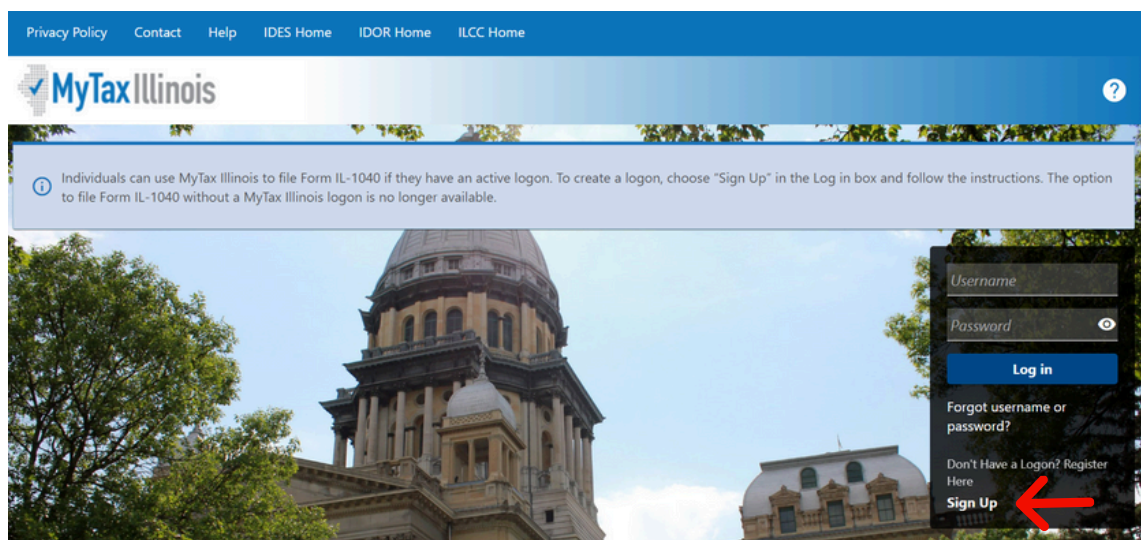 Privacy Policy Contact Help IDES Home IDOR Home ILCC Home
MyTax Illinois
?
Individuals can use MyTax Illinois to file Form IL-1040 if they have an active logon. To create a logon, choose "Sign Up" in the Log in box and follow the instructions. The option
to file Form IL-1040 without a MyTax Illinois logon is no longer available.
Username
Password
Log in
Forgot username or
password?
Don't Have a Logon? Register
Here
Sign Up